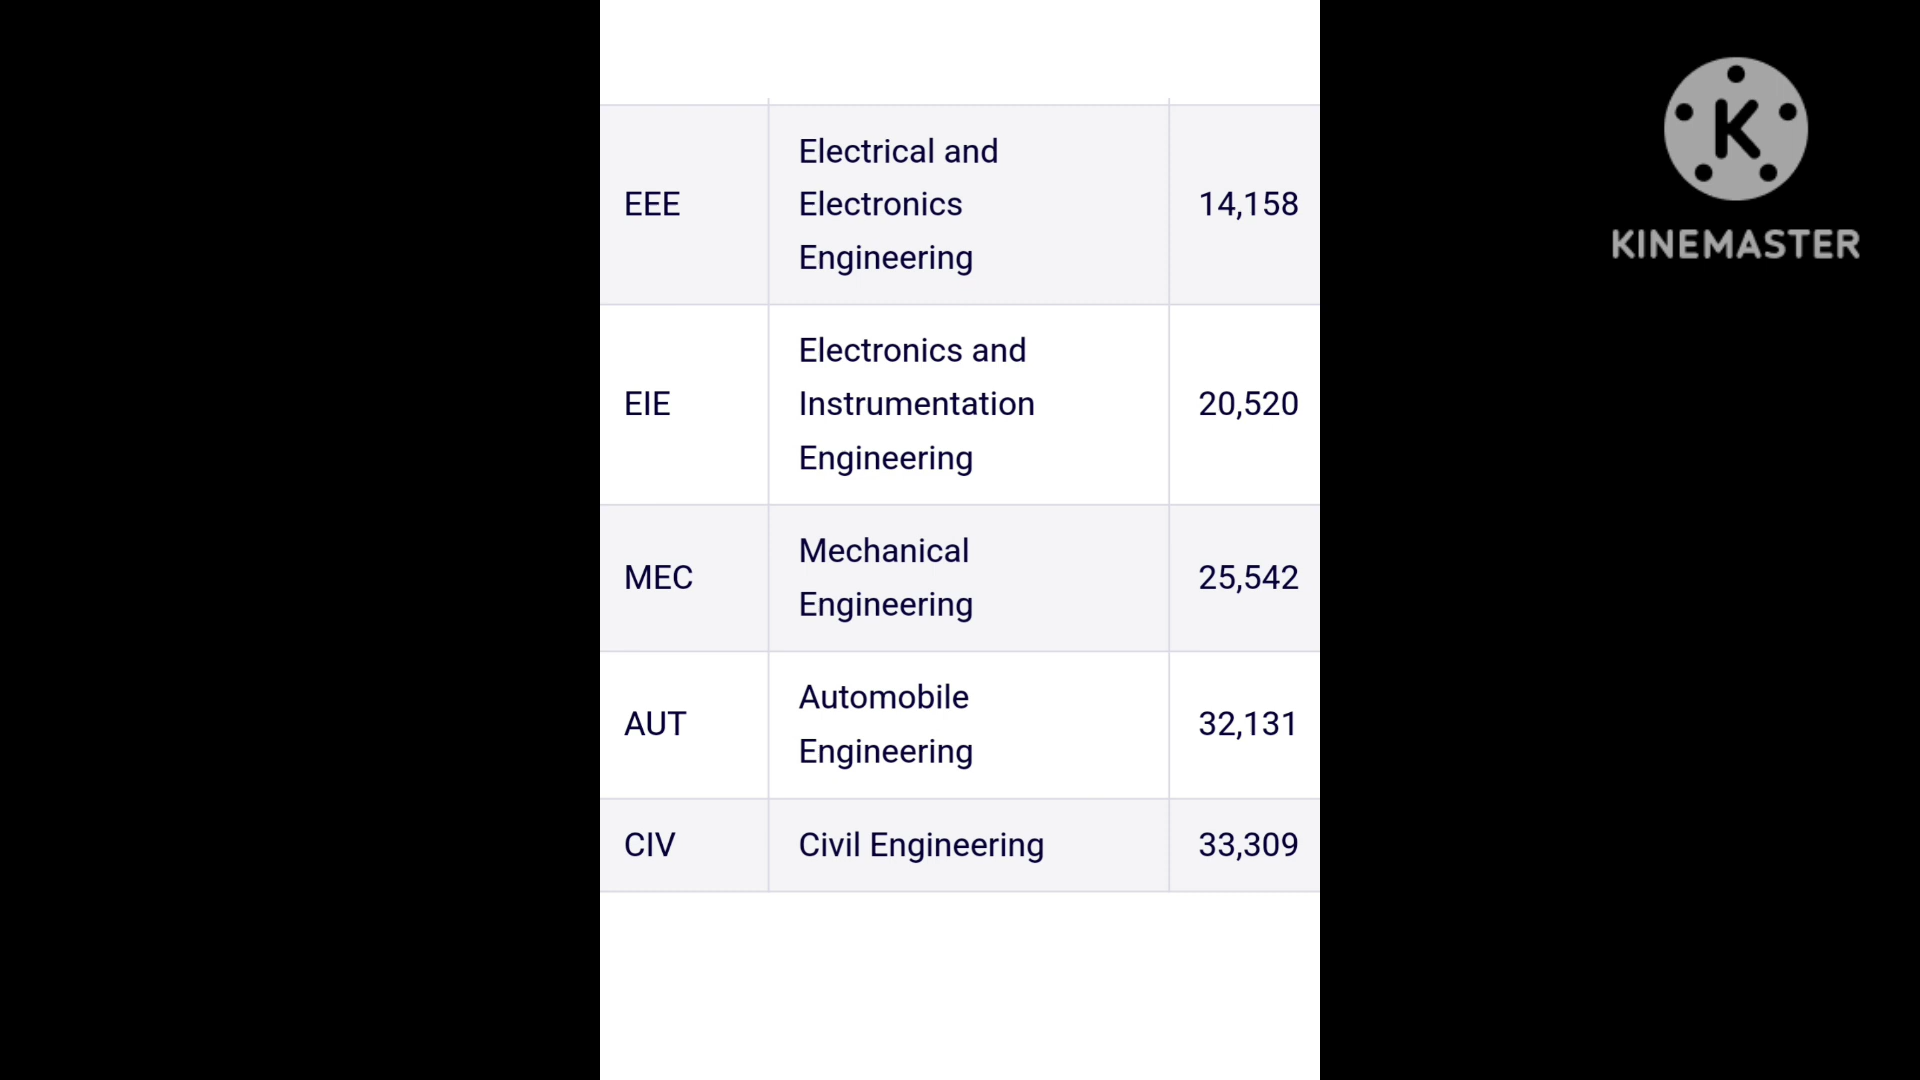 Electrical and
EEE Electronics 14,158
Engineering
Electronics and
EIE Instrumentation 20,520
Engineering
Mechanical
MEC 25,542
Engineering
Automobile
AUT 32,131
Engineering
CIV Civil Engineering 33,309
K
KINEMASTER